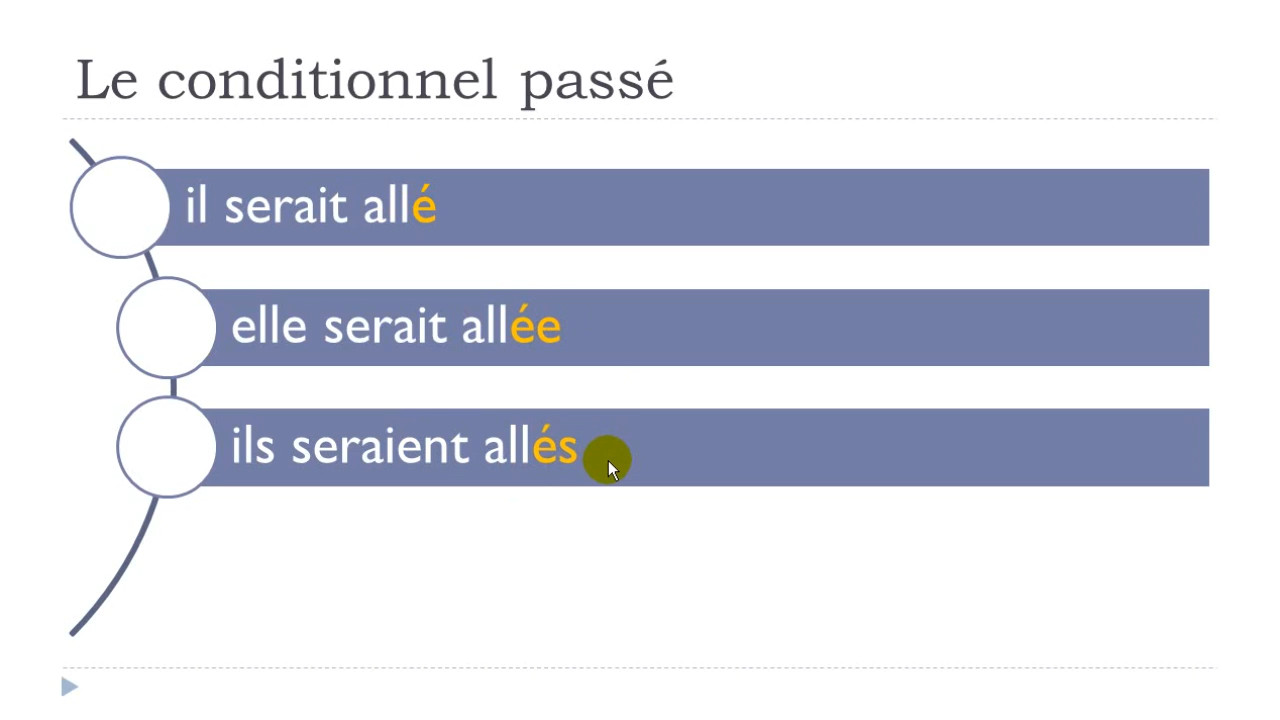 Le conditionnel passé
il serait allé
elle serait allée
ils seraient allés